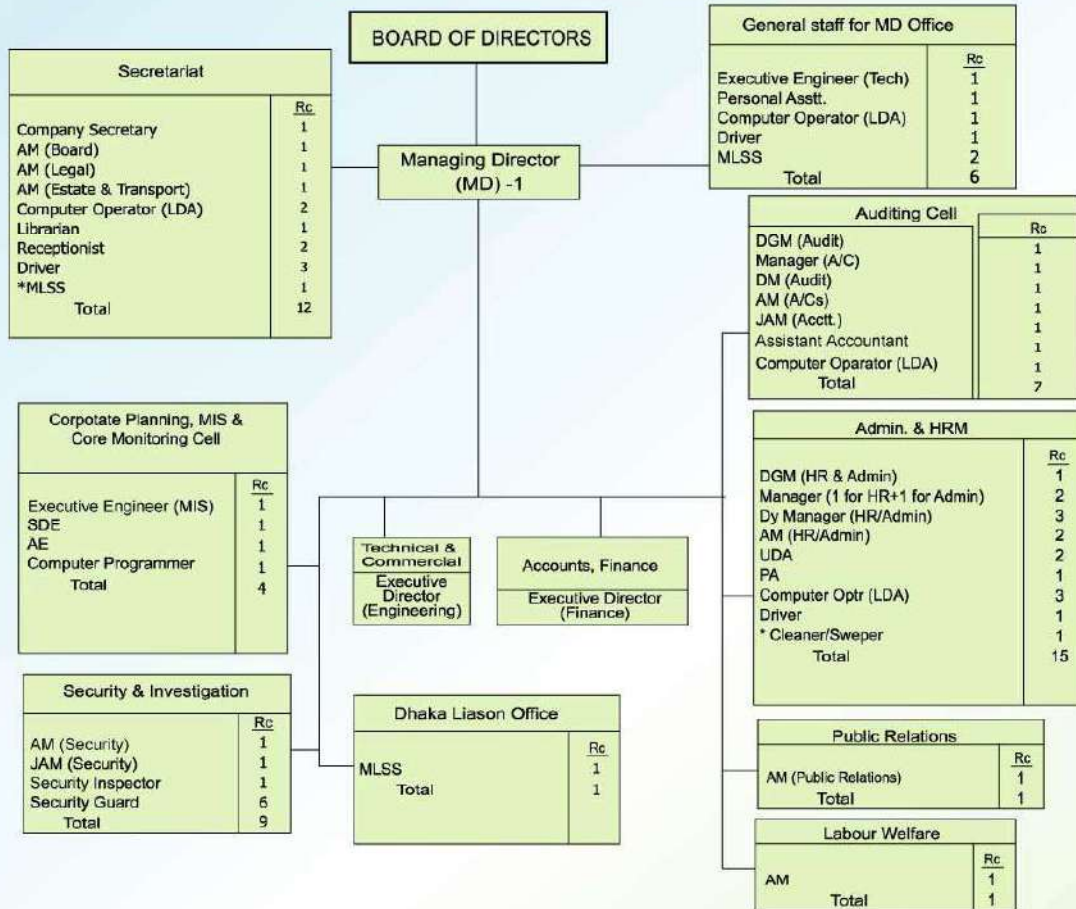 BOARD OF DIRECTORS
Managing Director
(MD) -1
Secretariat
Rc
Company Secretary 1
AM (Board) 1
AM (Legal) 1
AM (Estate & Transport) 1
Computer Operator (LDA) 2
Librarian 1
Receptionist 2
Driver 3
*MLSS 1
Total 12
General staff for MD Office
Rc
Executive Engineer (Tech) 1
Personal Asstt. 1
Computer Operator (LDA) 1
Driver 1
MLSS 2
Total 6
Auditing Cell
Rc
DGM (Audit) 1
Manager (A/C) 1
DM (Audit) 1
AM (A/Cs) 1
JAM (Acctt.) 1
Assistant Accountant 1
Computer Oparator (LDA) 1
Total 7
Corpotate Planning, MIS &
Core Monitoring Cell
Rc
Executive Engineer (MIS) 1
SDE 1
AE 1
Computer Programmer 1
Total 4
Technical &
Commercial
Executive
Director
(Engineering)
Accounts, Finance
Executive Director
(Finance)
Admin. & HRM
Rc
DGM (HR & Admin) 1
Manager (1 for HR+1 for Admin) 2
Dy Manager (HR/Admin) 3
AM (HR/Admin) 2
UDA 2
PA 1
Computer Optr (LDA) 3
Driver 1
* Cleaner/Sweper 1
Total 15
Security & Investigation
Rc
AM (Security) 1
JAM (Security) 1
Security Inspector 1
Security Guard 6
Total 9
Dhaka Liason Office
Rc
MLSS 1
Total 1
Public Relations
Rc
AM (Public Relations) 1
Total 1
Labour Welfare
Rc
AM 1
Total 1